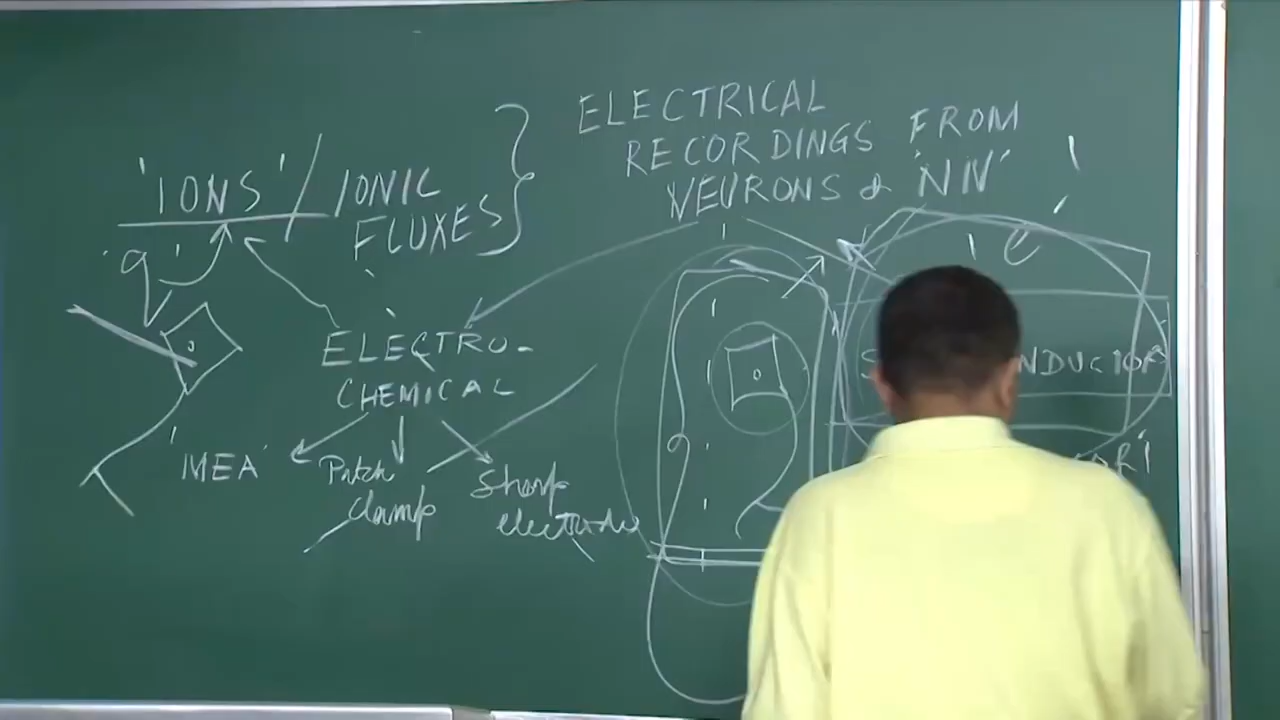 ELECTRICAL
RECORDINGS FROM
NEURONS & 'NN'
'IONS' / IONIC
FLUXES
'q'
e
ELECTRO-
CHEMICAL
'MEA'
Patch
clamp
Sharp
electrode